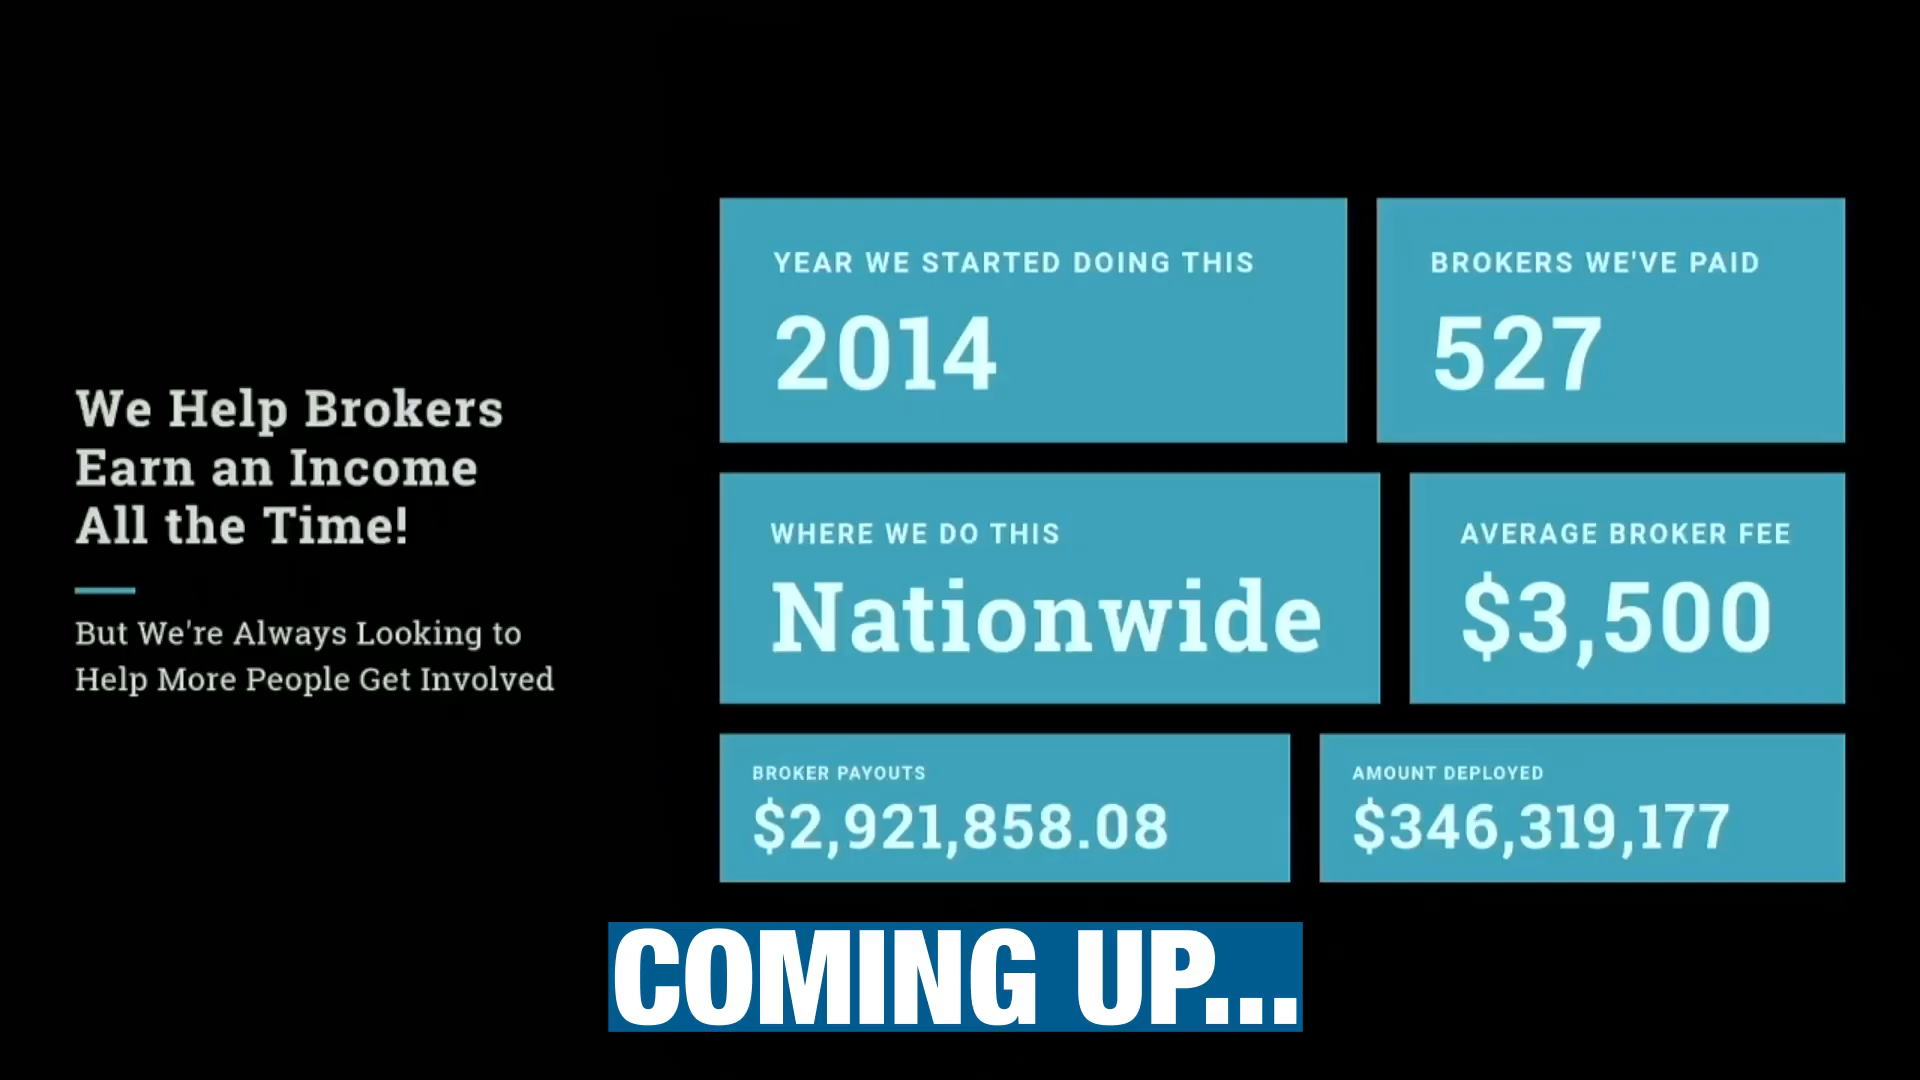 We Help Brokers
Earn an Income
All the Time!
But We're Always Looking to
Help More People Get Involved
YEAR WE STARTED DOING THIS
2014
BROKERS WE'VE PAID
527
WHERE WE DO THIS
Nationwide
AVERAGE BROKER FEE
$3,500
BROKER PAYOUTS
$2,921,858.08
AMOUNT DEPLOYED
$346,319,177
COMING UP...